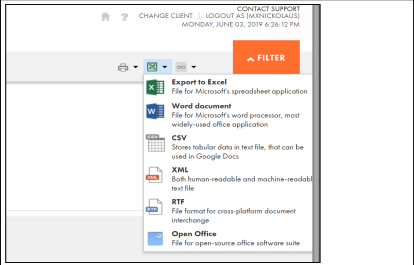 CONTACT SUPPORT
CHANGE CLIENT | LOGOUT AS (MXNICKOLAUS)
MONDAY, JUNE 03, 2019 6:26:12 PM
FILTER
Export to Excel
File for Microsoft's spreadsheet application
Word document
File for Microsoft's word processor, most
widely-used office application
CSV
Stores tabular data in text file, that can be
used in Google Docs
XML
Both human-readable and machine-readabl
text file
RTF
File format for cross-platform document
interchange
Open Office
File for open-source office software suite